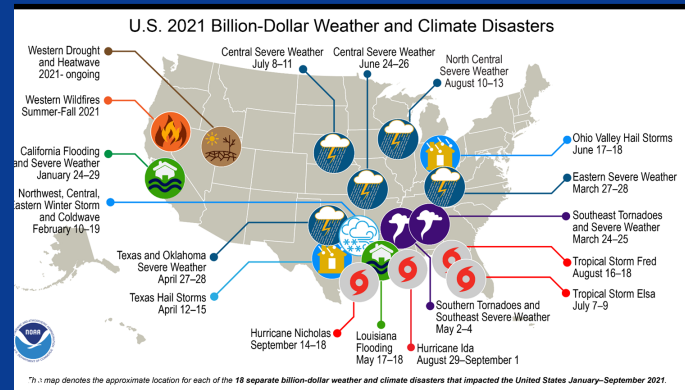 U.S. 2021 Billion-Dollar Weather and Climate Disasters
Western Drought
and Heatwave
2021- ongoing
Central Severe Weather
July 8–11
Central Severe Weather
June 24–26
North Central
Severe Weather
August 10–13
Western Wildfires
Summer-Fall 2021
California Flooding
and Severe Weather
January 24–29
Northwest, Central,
Eastern Winter Storm
and Coldwave
February 10–19
Ohio Valley Hail Storms
June 17–18
Eastern Severe Weather
March 27–28
Southeast Tornadoes
and Severe Weather
March 24–25
Texas and Oklahoma
Severe Weather
April 27–28
Texas Hail Storms
April 12–15
Tropical Storm Fred
August 16–18
Tropical Storm Elsa
July 7–9
Southern Tornadoes and
Southeast Severe Weather
May 2–4
Hurricane Nicholas
September 14–18
Louisiana
Flooding
May 17–18
Hurricane Ida
August 29–September 1
NOAA
This map denotes the approximate location for each of the 18 separate billion-dollar weather and climate disasters that impacted the United States January–September 2021.